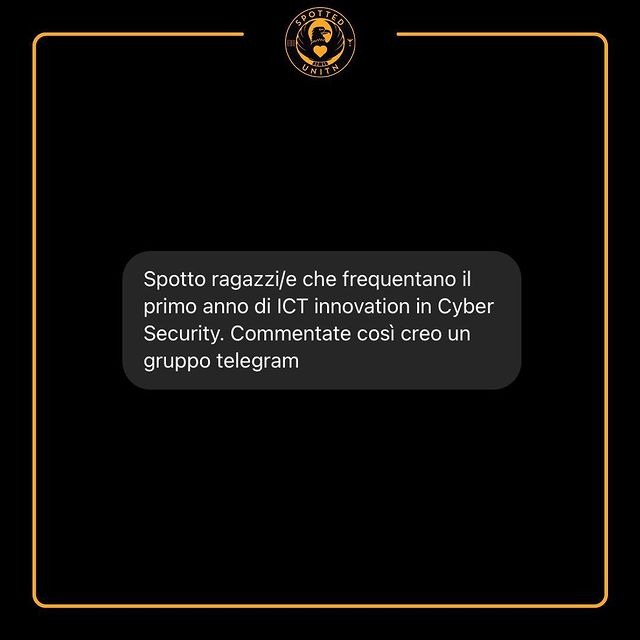 SPOTTED
UNITN
Spotto ragazzi/e che frequentano il
primo anno di ICT innovation in Cyber
Security. Commentate così creo un
gruppo telegram